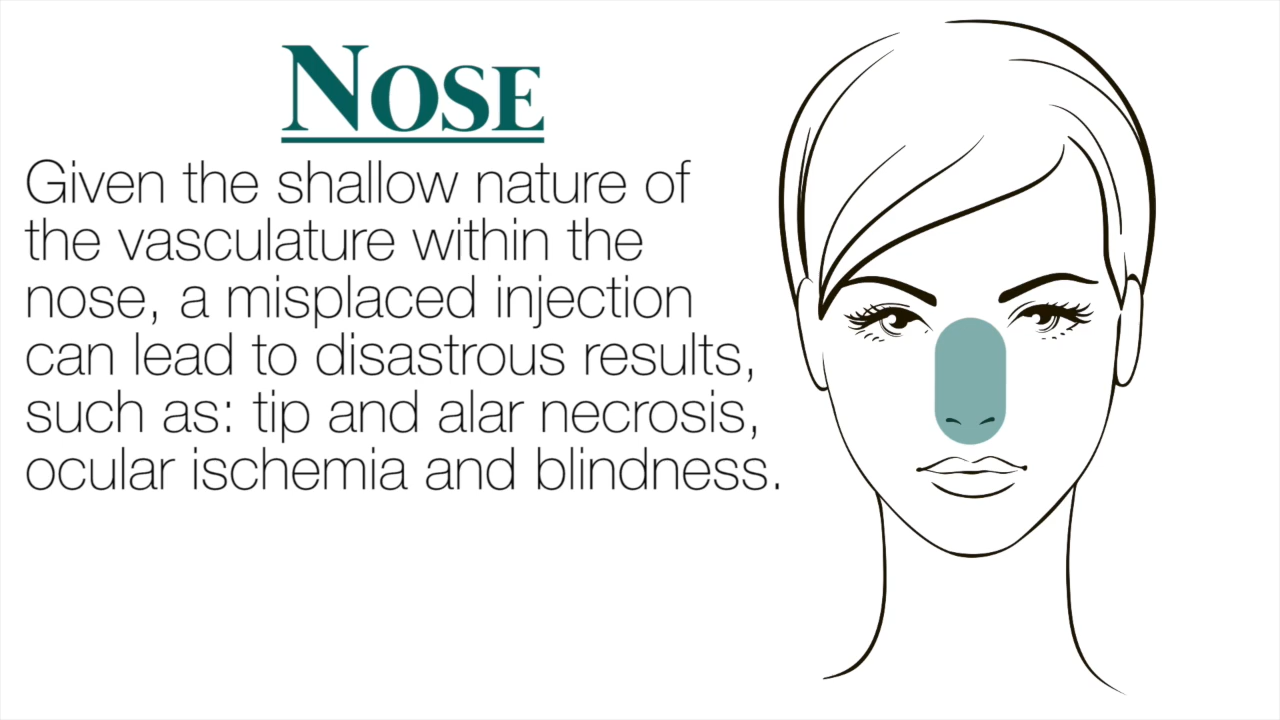 NOSE
Given the shallow nature of
the vasculature within the
nose, a misplaced injection
can lead to disastrous results,
such as: tip and alar necrosis,
ocular ischemia and blindness.